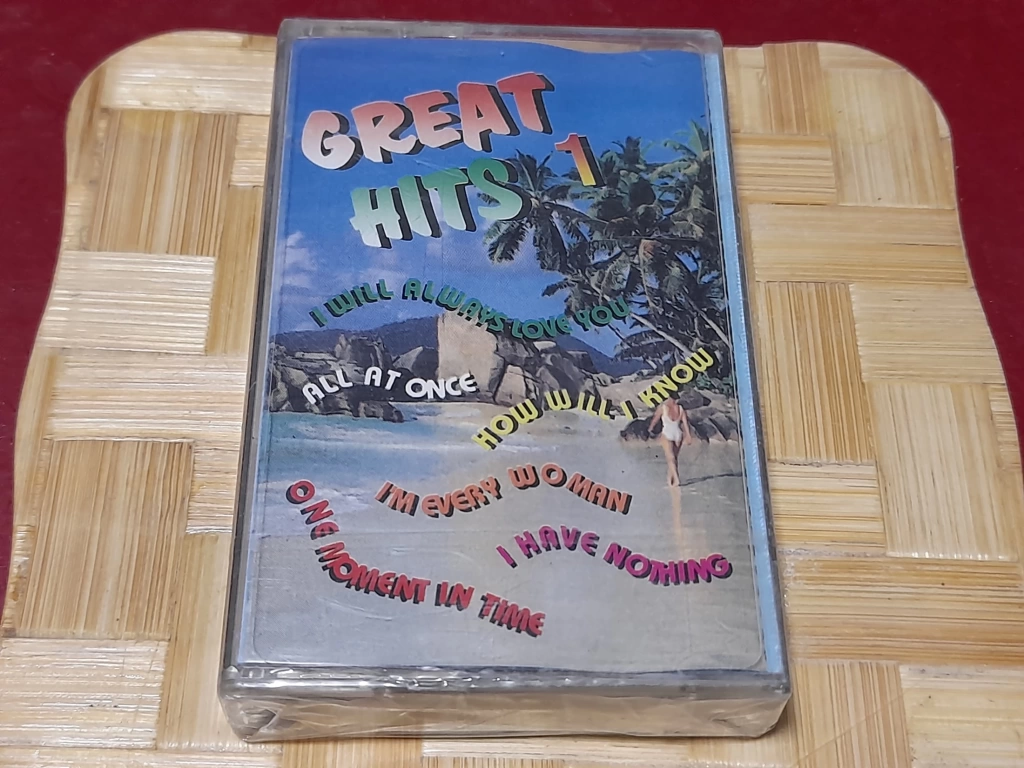 GREAT
HITS 1
I WILL ALWAYS LOVE YOU
ALL AT ONCE
HOW WILL I KNOW
I'M EVERY WOMAN
ONE MOMENT IN TIME
I HAVE NOTHING